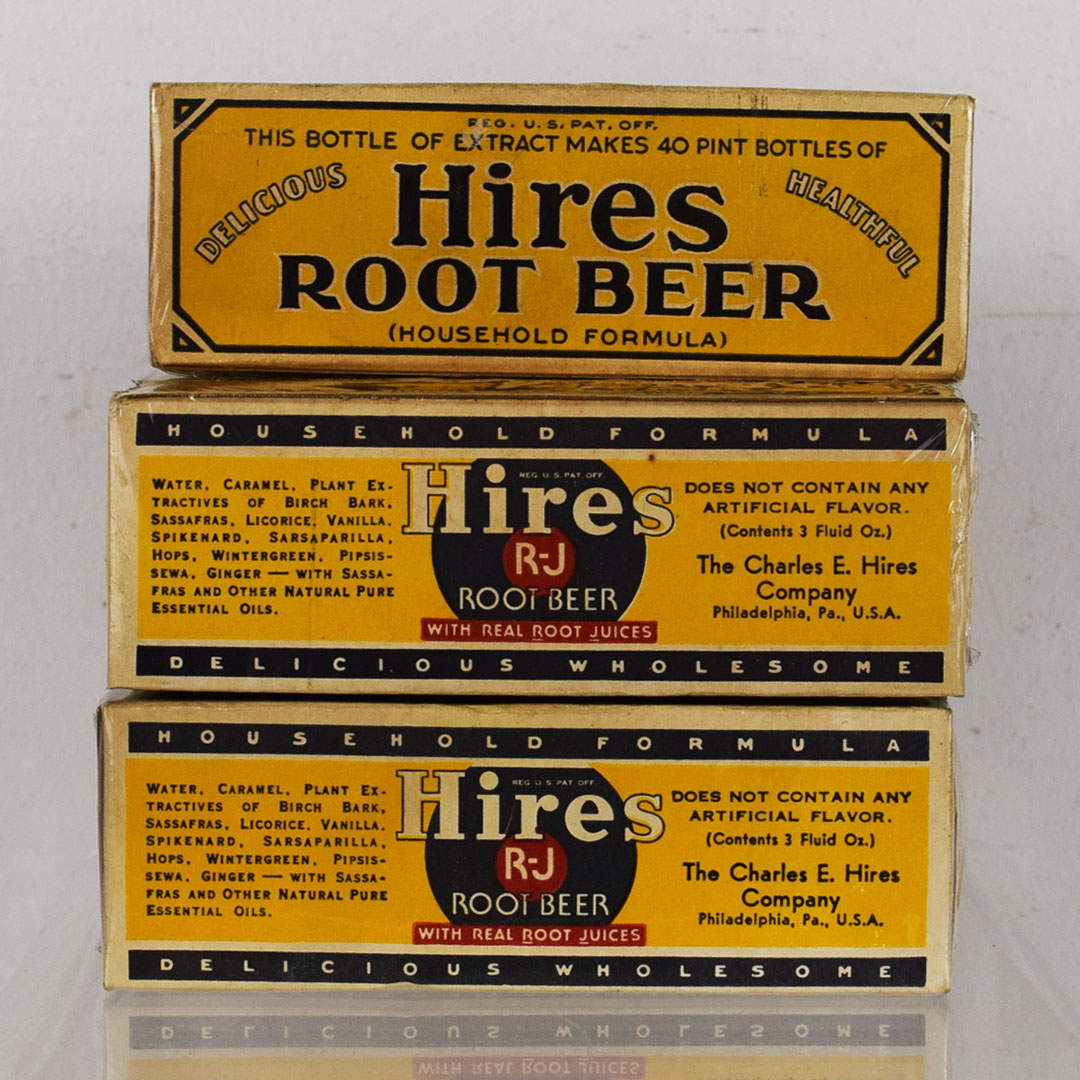 REG. U. S. PAT. OFF.
THIS BOTTLE OF EXTRACT MAKES 40 PINT BOTTLES OF
DELICIOUS
HEALTHFUL
Hires
ROOT BEER
(HOUSEHOLD FORMULA)
HOUSEHOLD FORMULA
WATER, CARAMEL, PLANT EX-
TRACTIVES OF BIRCH BARK,
SASSAFRAS, LICORICE, VANILLA,
SPIKENARD, SARSAPARILLA,
HOPS, WINTERGREEN, PIPSIS-
SEWA, GINGER — WITH SASSA-
FRAS AND OTHER NATURAL PURE
ESSENTIAL OILS.
REG. U. S. PAT. OFF
Hires
R-J
ROOT BEER
WITH REAL ROOT JUICES
DOES NOT CONTAIN ANY
ARTIFICIAL FLAVOR.
(Contents 3 Fluid Oz.)
The Charles E. Hires
Company
Philadelphia, Pa., U.S.A.
DELICIOUS WHOLESOME
HOUSEHOLD FORMULA
WATER, CARAMEL, PLANT EX-
TRACTIVES OF BIRCH BARK,
SASSAFRAS, LICORICE, VANILLA,
SPIKENARD, SARSAPARILLA,
HOPS, WINTERGREEN, PIPSIS-
SEWA, GINGER — WITH SASSA-
FRAS AND OTHER NATURAL PURE
ESSENTIAL OILS.
REG. U. S. PAT. OFF.
Hires
R-J
ROOT BEER
WITH REAL ROOT JUICES
DOES NOT CONTAIN ANY
ARTIFICIAL FLAVOR.
(Contents 3 Fluid Oz.)
The Charles E. Hires
Company
Philadelphia, Pa., U.S.A.
DELICIOUS WHOLESOME